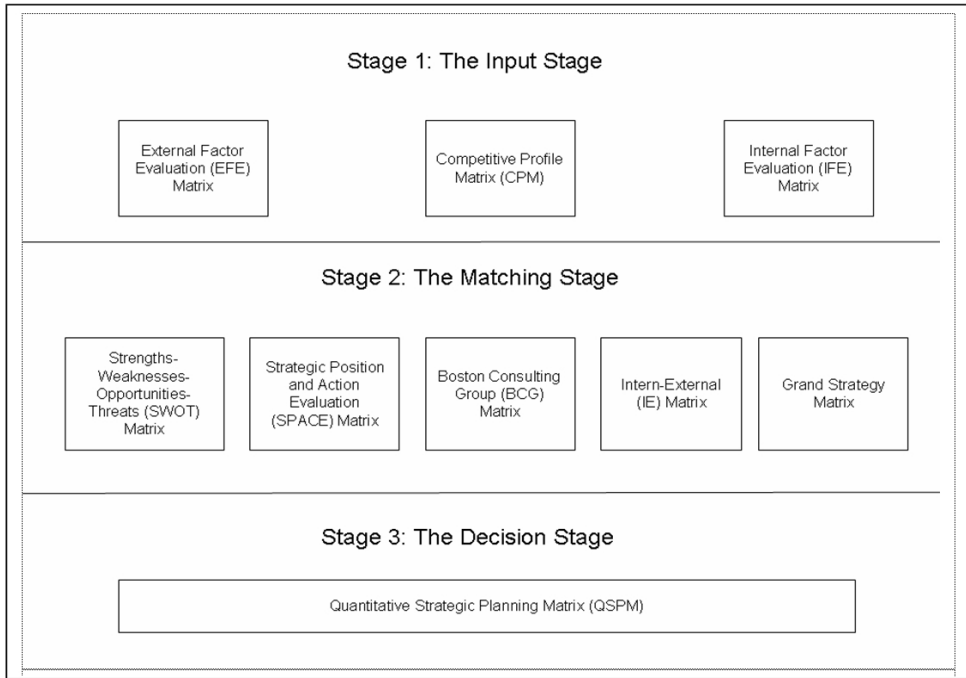 Stage 1: The Input Stage
External Factor
Evaluation (EFE)
Matrix
Competitive Profile
Matrix (CPM)
Internal Factor
Evaluation (IFE)
Matrix
Stage 2: The Matching Stage
Strengths-
Weaknesses-
Opportunities-
Threats (SWOT)
Matrix
Strategic Position
and Action
Evaluation
(SPACE) Matrix
Boston Consulting
Group (BCG)
Matrix
Intern-External
(IE) Matrix
Grand Strategy
Matrix
Stage 3: The Decision Stage
Quantitative Strategic Planning Matrix (QSPM)